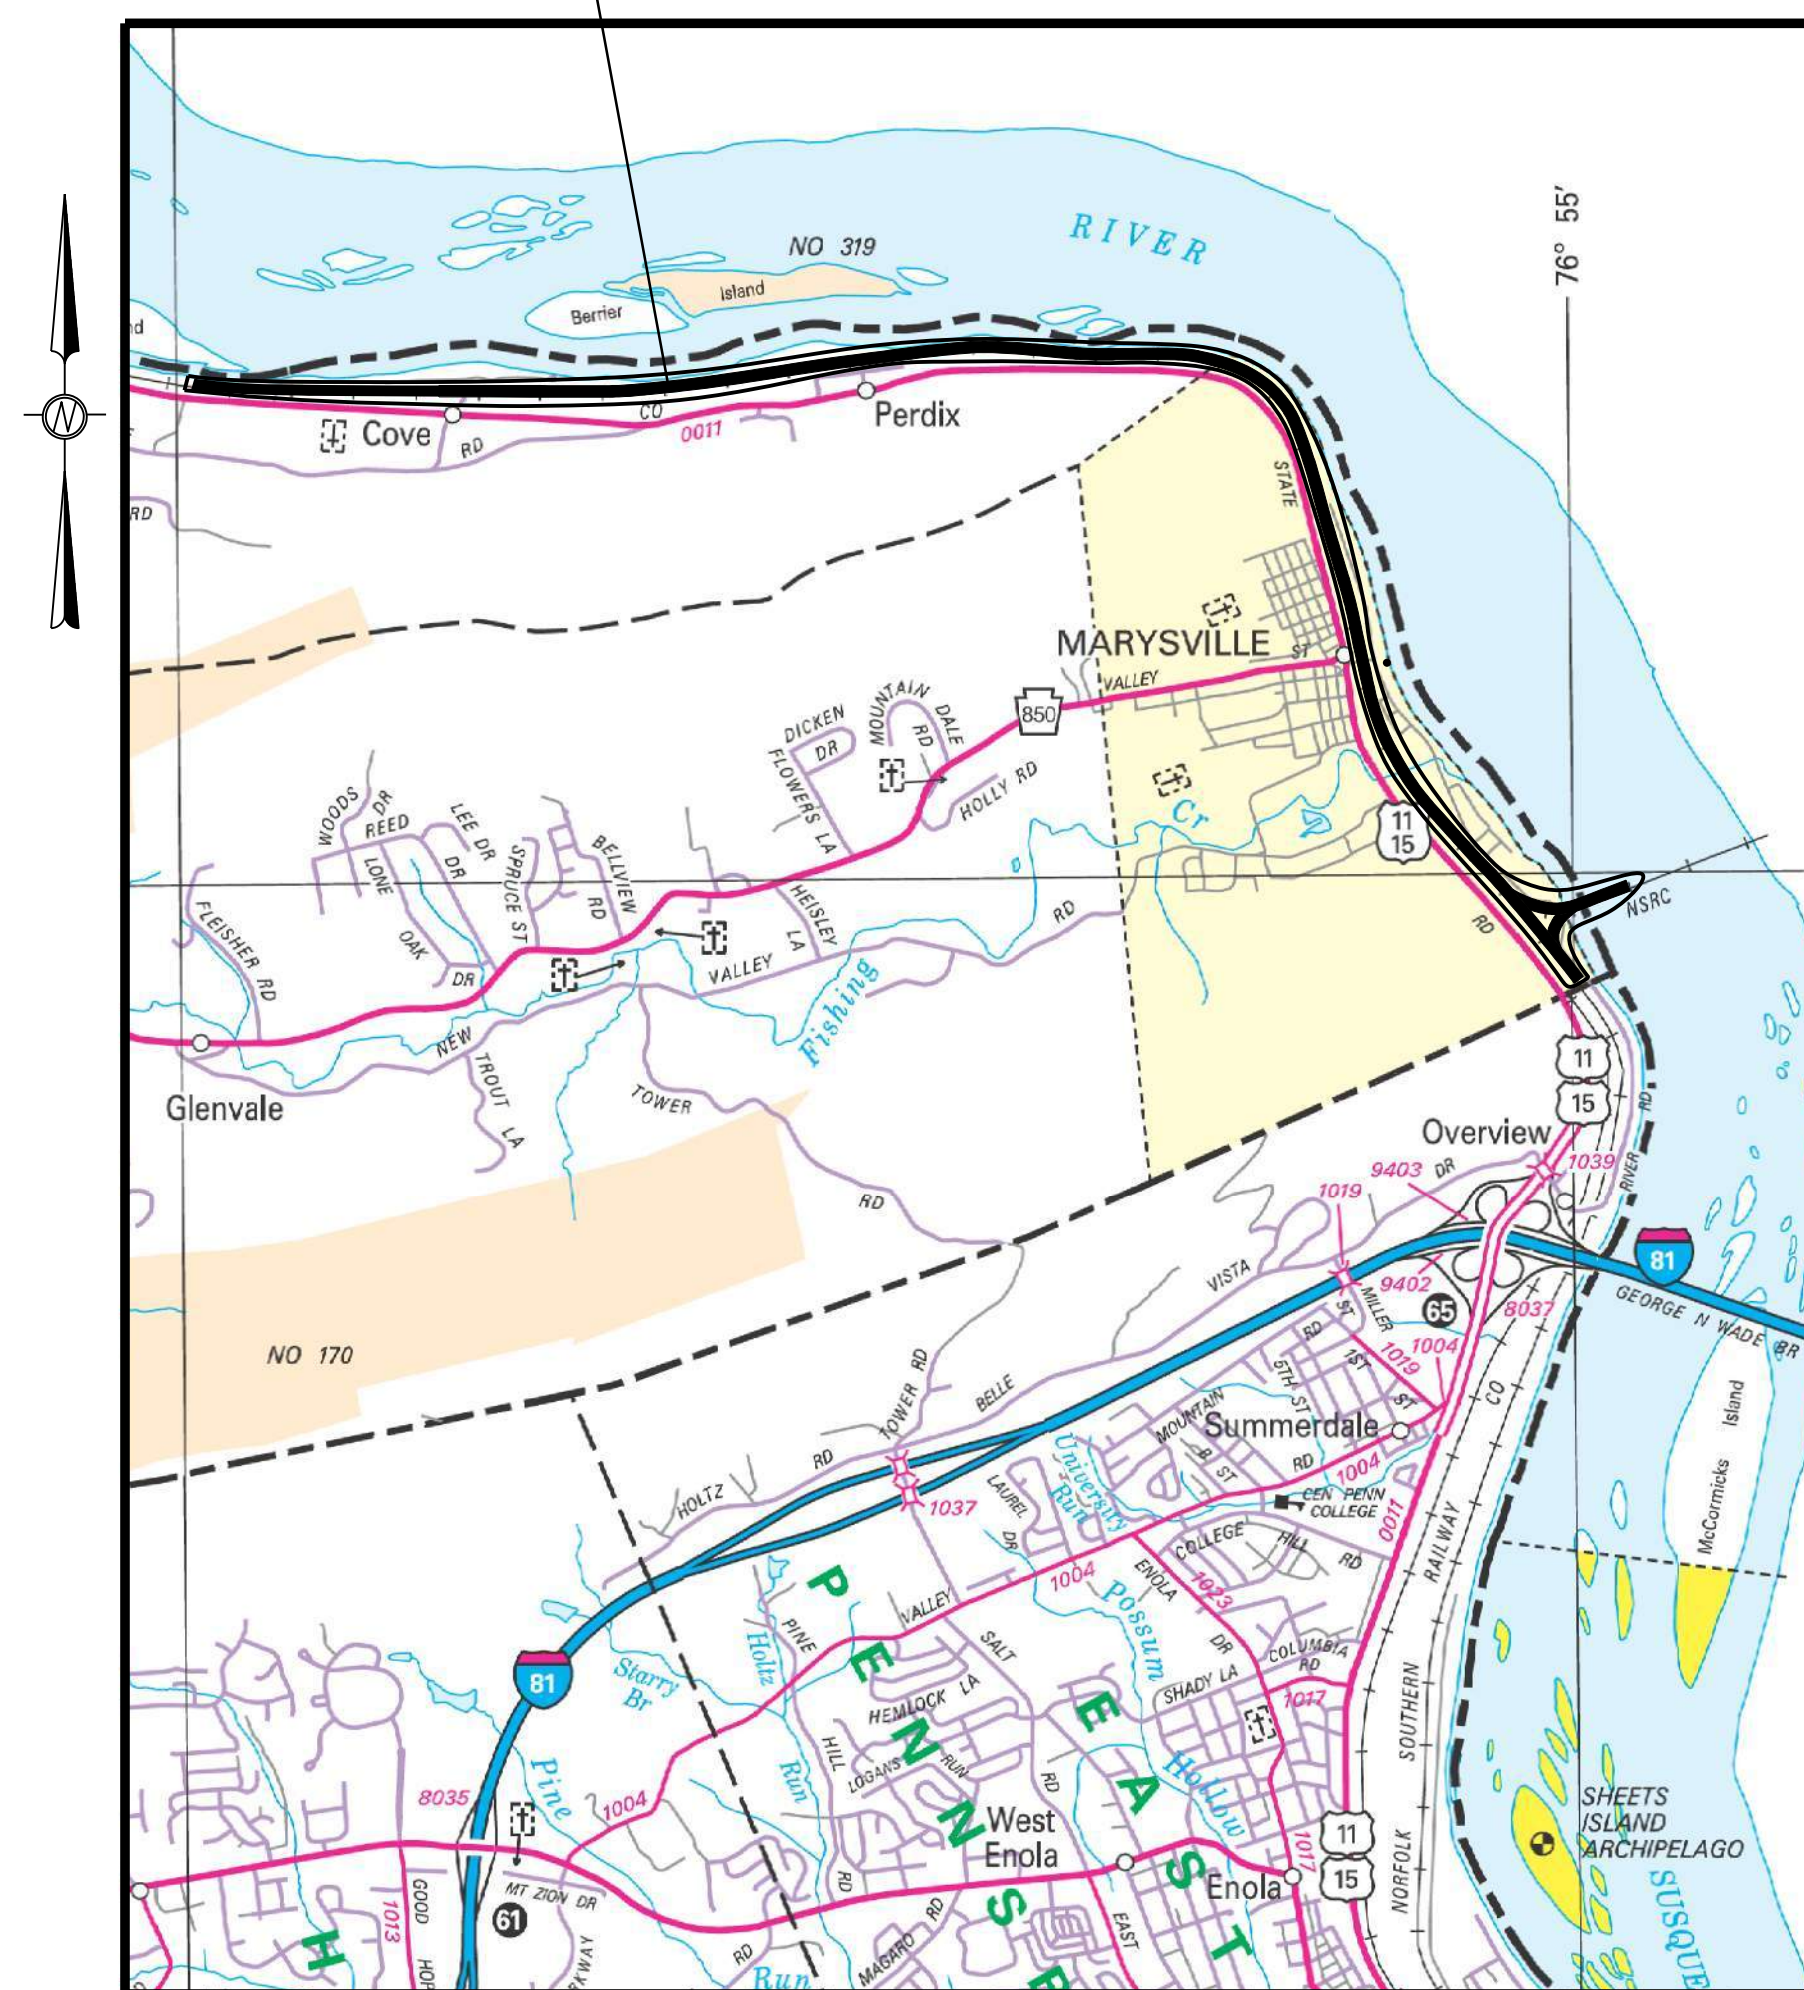 RIVER
76° 55'
NO 319
Island
Berrier
nd
N
CO
Perdix
0011
Cove
RD
RD
STATE
MARYSVILLE
ST
VALLEY
850
MOUNTAIN
DALE
RD
DICKEN
DR
FLOWERS LA
HOLLY RD
Cr
11
15
WOODS
DR
REED
LEE DR
DR
LONE
OAK
DR
SPRUCE ST
BELLVIEW
RD
HEISLEY
LA
RD
RD
NSRC
FLEISHER RD
VALLEY
Fishing
NEW
TROUT LA
TOWER
RD
Glenvale
11
15
Overview
RIVER RD
1039
9403
DR
1019
9402
VISTA
81
GEORGE N WADE BR
65
8037
MILLER
ST
RD
1ST
ST
1019
1004
5TH ST
NO 170
TOWER RD
BELLE
MOUNTAIN
Summerdale
B ST
RD
1004
McCormicks Island
CO
HOLTZ
RD
1037
LAUREL
DR
University
Run
CEN PENN
COLLEGE
0011
RAILWAY
COLLEGE
HILL
RD
1004
ENOLA
DR
1023
Possum
VALLEY
PINE
Holtz
SALT
COLUMBIA
RD
SHADY LA
1017
Starry
Br
81
PENNS
EAST
HEMLOCK LA
LOGANS
RUN
HILL
Run
RD
Hollow
SOUTHERN
Pine
8035
1004
West
Enola
11
15
1017
Enola
NORFOLK
SHEETS
ISLAND
ARCHIPELAGO
SUSQUE
MT ZION DR
61
GOOD
HOP
1013
RD
RD
EAST
MAGARO
RD
RKWAY
Run
H